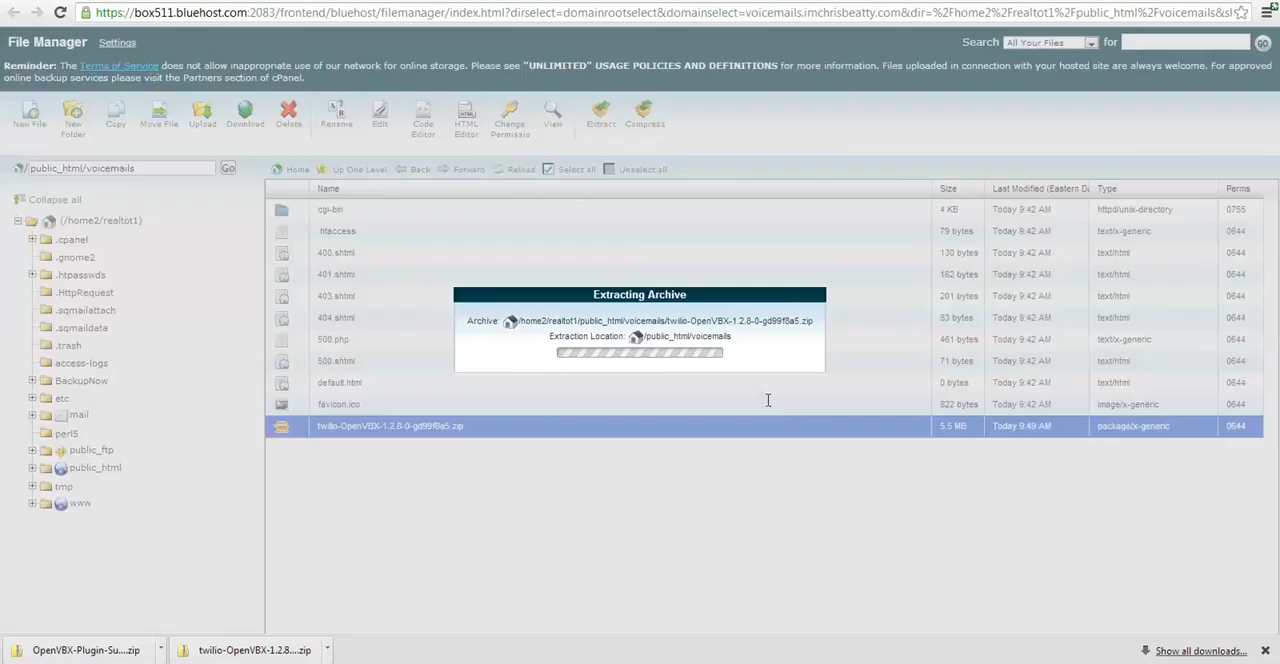 https://box511.bluehost.com:2083/frontend/bluehost/filemanager/index.html?dirselect=domainrootselect&domainselect=voicemails.imchrisbeatty.com&dir=%2Fhome2%2Frealtot1%2Fpublic_html%2Fvoicemails&sl
File Manager Settings Search All Your Files for GO
Reminder: The Terms of Service does not allow inappropriate use of our network for online storage. Please see "UNLIMITED" USAGE POLICIES AND DEFINITIONS for more information. Files uploaded in connection with your hosted site are always welcome. For approved
online backup services please visit the Partners section of cPanel.
New File New Folder Copy Move File Upload Download Delete Rename Edit Code Editor HTML Editor Change Permissio View Extract Compress
/public_html/voicemails Go Home Up One Level Back Forward Reload Select all Unselect all
Name Size Last Modified (Eastern Da Type Perms
Collapse all
(/home2/realtot1)
.cpanel
.gnome2
.htpasswds
.HttpRequest
.sqmailattach
.sqmaildata
.trash
access-logs
BackupNow
etc
mail
perl5
public_ftp
public_html
tmp
www
cgi-bin 4 KB Today 9:42 AM httpd/unix-directory 0755
.htaccess 79 bytes Today 9:42 AM text/x-generic 0644
400.shtml 130 bytes Today 9:42 AM text/html 0644
401.shtml 162 bytes Today 9:42 AM text/html 0644
403.shtml 201 bytes Today 9:42 AM text/html 0644
404.shtml 83 bytes Today 9:42 AM text/html 0644
500.php 461 bytes Today 9:42 AM text/x-generic 0644
500.shtml 71 bytes Today 9:42 AM text/html 0644
default.html 0 bytes Today 9:42 AM text/html 0644
favicon.ico 822 bytes Today 9:42 AM image/x-generic 0644
twilio-OpenVBX-1.2.8-0-gd99f8a5.zip 5.5 MB Today 9:49 AM package/x-generic 0644
Extracting Archive
Archive: /home2/realtot1/public_html/voicemails/twilio-OpenVBX-1.2.8-0-gd99f8a5.zip
Extraction Location: /public_html/voicemails
OpenVBX-Plugin-Su....zip twilio-OpenVBX-1.2.8....zip Show all downloads...